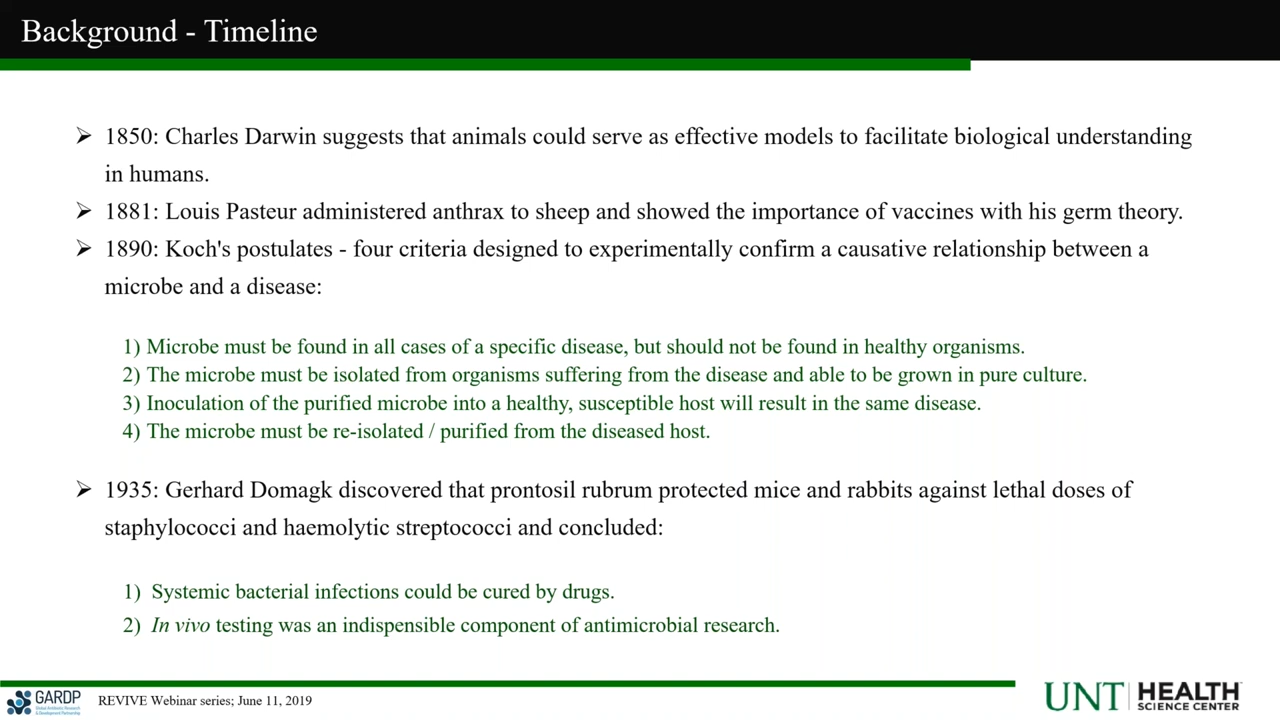 Background - Timeline
➢ 1850: Charles Darwin suggests that animals could serve as effective models to facilitate biological understanding
in humans.
➢ 1881: Louis Pasteur administered anthrax to sheep and showed the importance of vaccines with his germ theory.
➢ 1890: Koch's postulates - four criteria designed to experimentally confirm a causative relationship between a
microbe and a disease:
1) Microbe must be found in all cases of a specific disease, but should not be found in healthy organisms.
2) The microbe must be isolated from organisms suffering from the disease and able to be grown in pure culture.
3) Inoculation of the purified microbe into a healthy, susceptible host will result in the same disease.
4) The microbe must be re-isolated / purified from the diseased host.
➢ 1935: Gerhard Domagk discovered that prontosil rubrum protected mice and rabbits against lethal doses of
staphylococci and haemolytic streptococci and concluded:
1) Systemic bacterial infections could be cured by drugs.
2) In vivo testing was an indispensible component of antimicrobial research.
GARDP
Global Antibiotic Research
& Development Partnership
REVIVE Webinar series; June 11, 2019
UNT HEALTH
SCIENCE CENTER